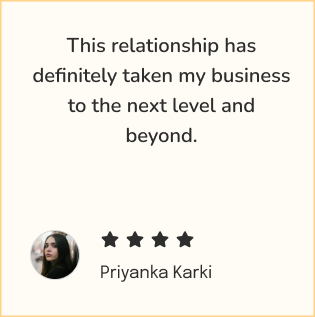 This relationship has
definitely taken my business
to the next level and
beyond.
Priyanka Karki